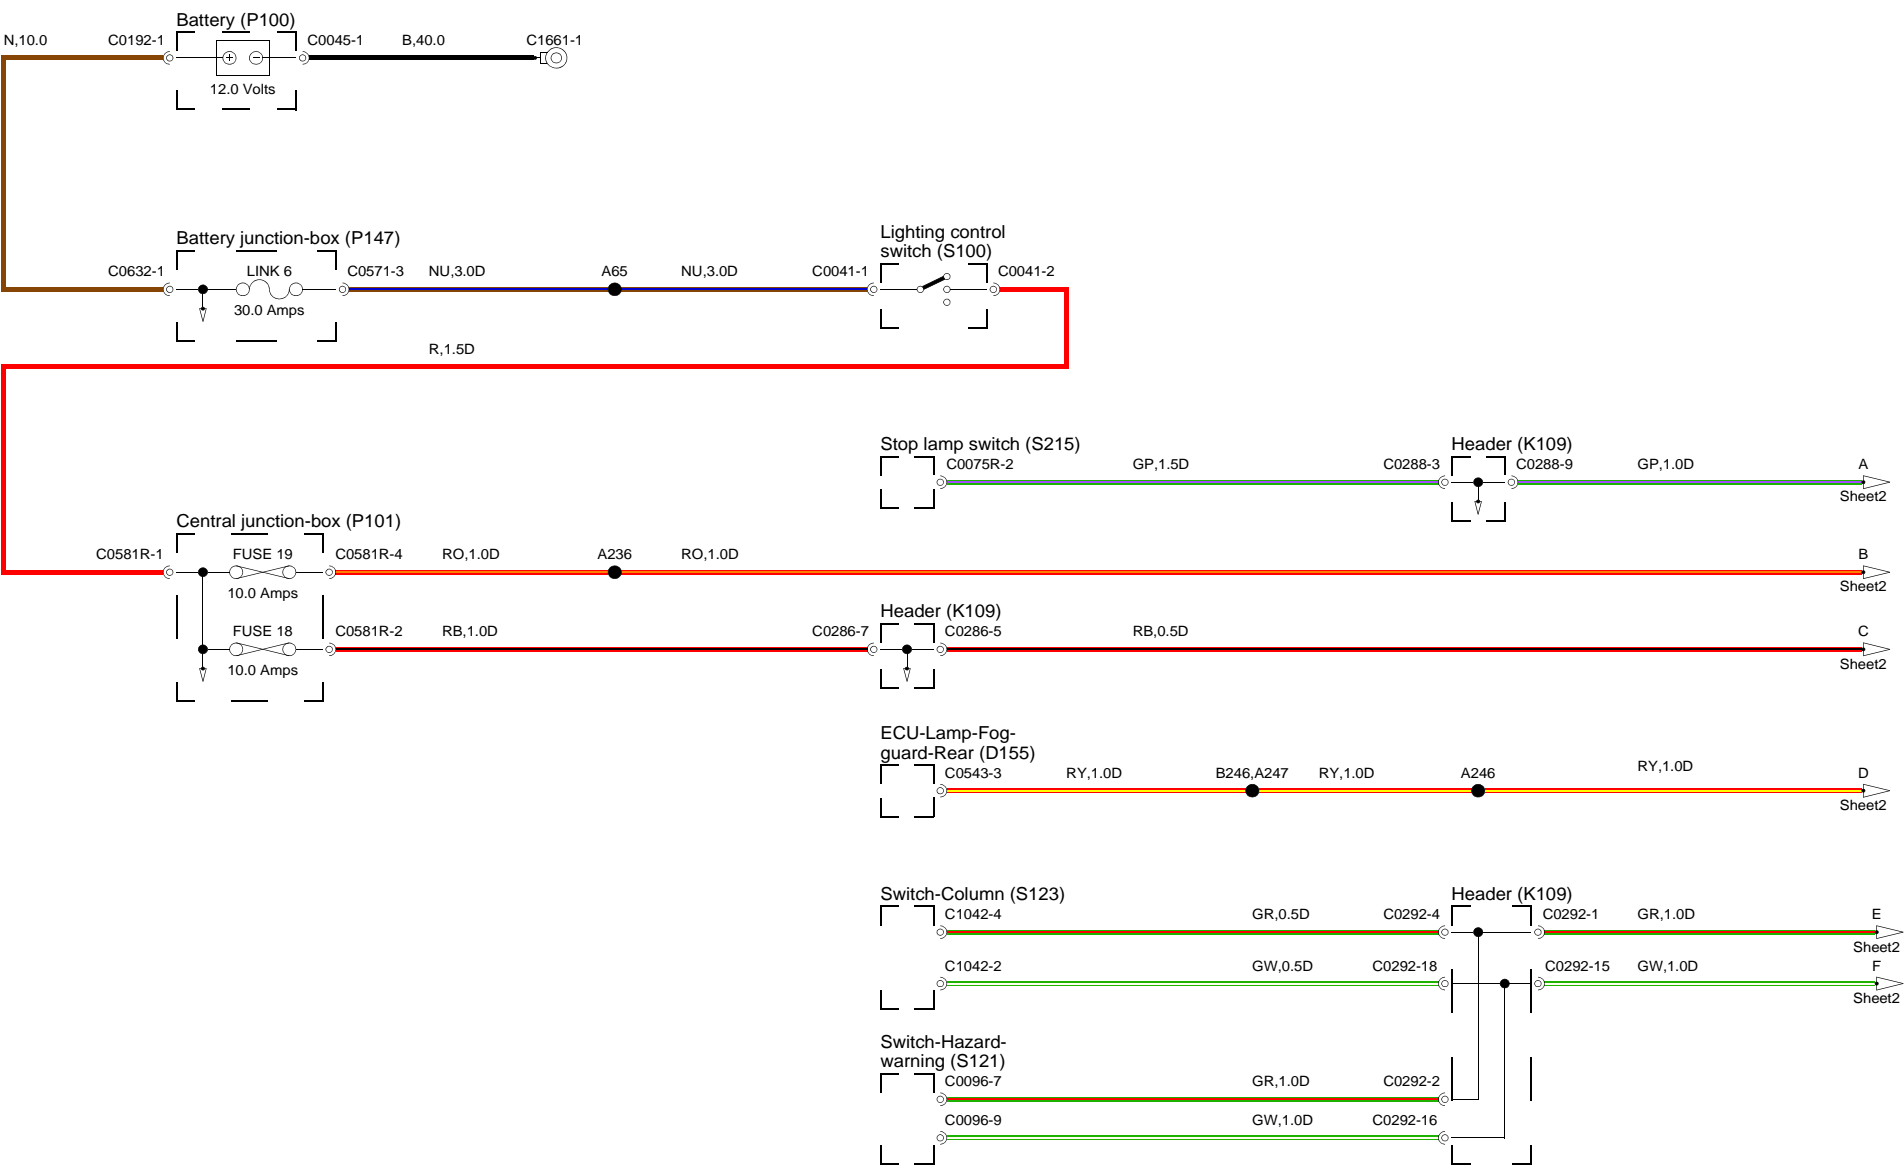 Battery (P100)
N,10.0
C0192-1
C0045-1
B,40.0
C1661-1
12.0 Volts
Lighting control
switch (S100)
Battery junction-box (P147)
C0632-1
LINK 6
C0571-3
NU,3.0D
A65
NU,3.0D
C0041-1
C0041-2
30.0 Amps
R,1.5D
Stop lamp switch (S215)
Header (K109)
C0075R-2
GP,1.5D
C0288-3
C0288-9
GP,1.0D
A
Sheet2
Central junction-box (P101)
C0581R-1
FUSE 19
C0581R-4
RO,1.0D
A236
RO,1.0D
B
10.0 Amps
Sheet2
Header (K109)
FUSE 18
C0581R-2
RB,1.0D
C0286-7
C0286-5
RB,0.5D
C
10.0 Amps
Sheet2
ECU-Lamp-Fog-
guard-Rear (D155)
C0543-3
RY,1.0D
B246,A247
RY,1.0D
A246
RY,1.0D
D
Sheet2
Switch-Column (S123)
Header (K109)
C1042-4
GR,0.5D
C0292-4
C0292-1
GR,1.0D
E
Sheet2
C1042-2
GW,0.5D
C0292-18
C0292-15
GW,1.0D
F
Sheet2
Switch-Hazard-
warning (S121)
C0096-7
GR,1.0D
C0292-2
C0096-9
GW,1.0D
C0292-16